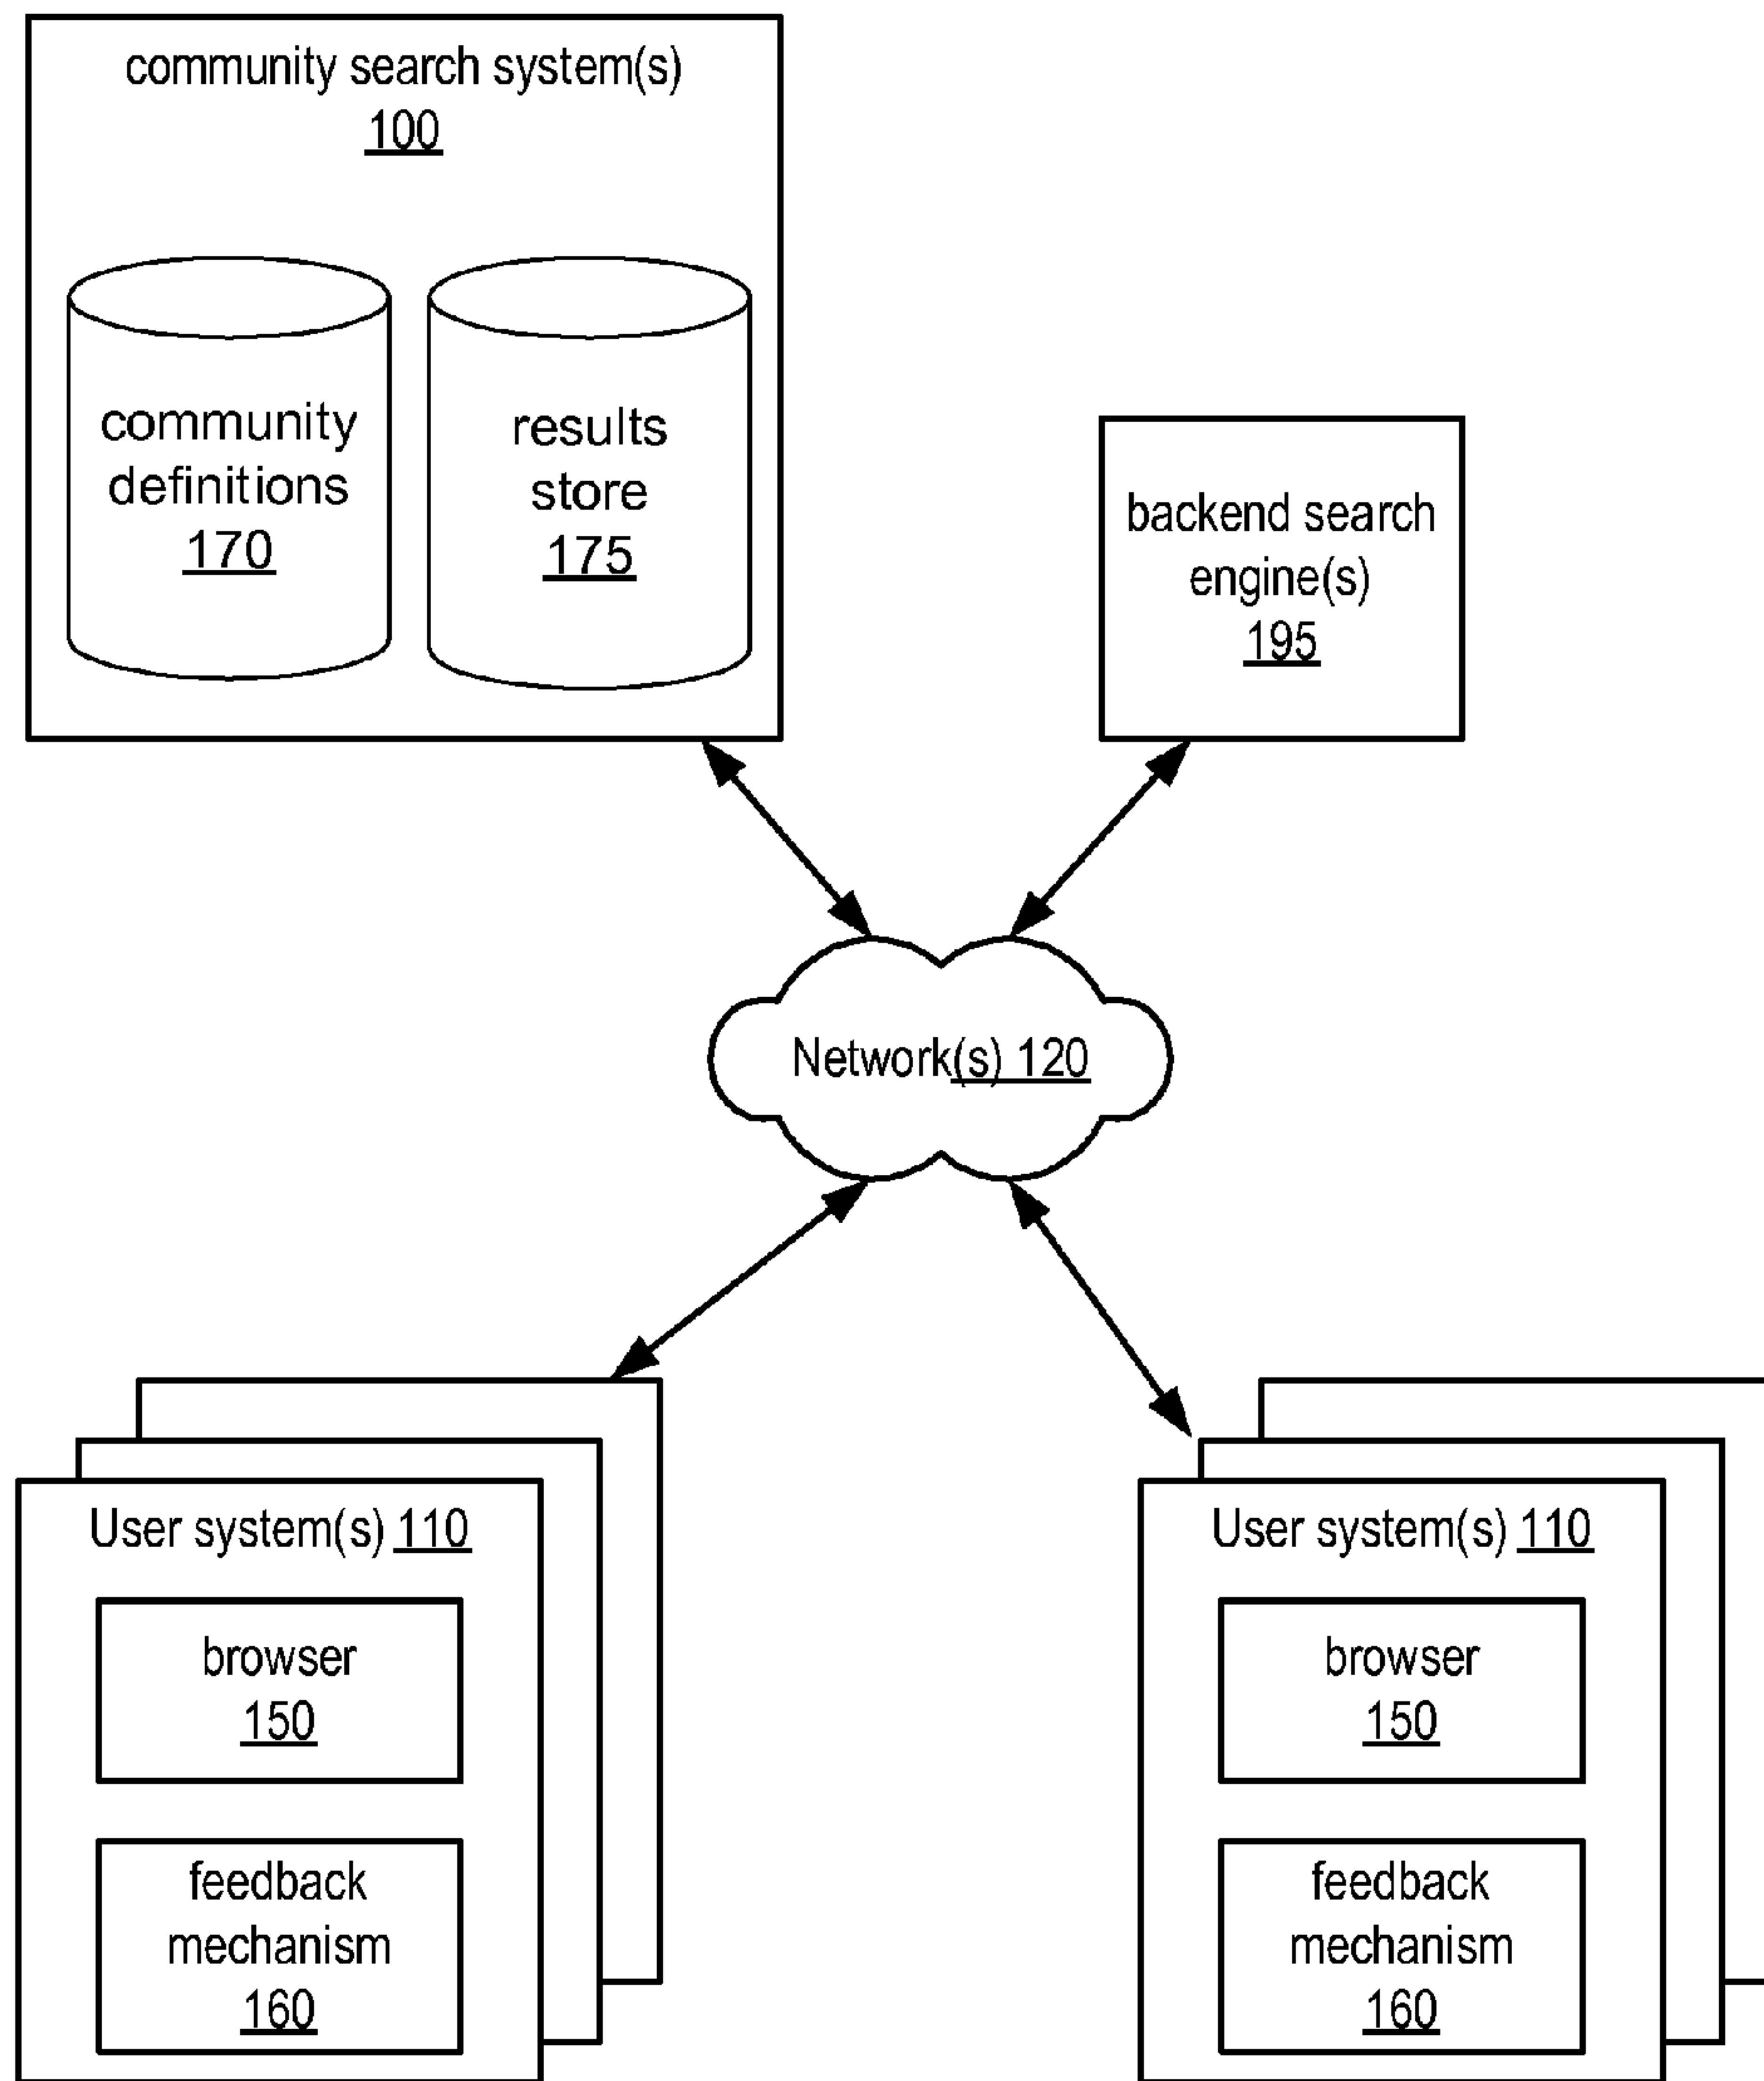 community search system(s)
100
community
definitions
170
results
store
175
backend search
engine(s)
195
Network(s) 120
User system(s) 110
browser
150
feedback
mechanism
160
User system(s) 110
browser
150
feedback
mechanism
160